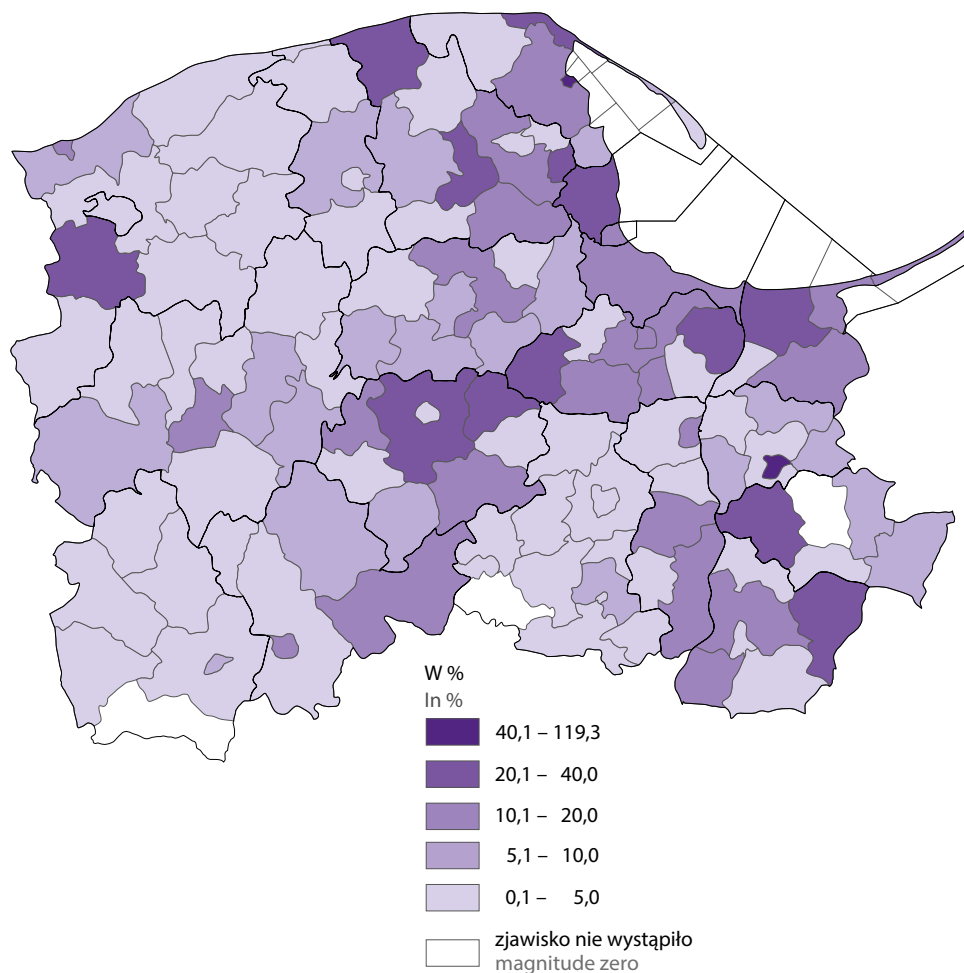 W %
In %
40,1 – 119,3
20,1 – 40,0
10,1 – 20,0
5,1 – 10,0
0,1 – 5,0
zjawisko nie wystąpiło
magnitude zero